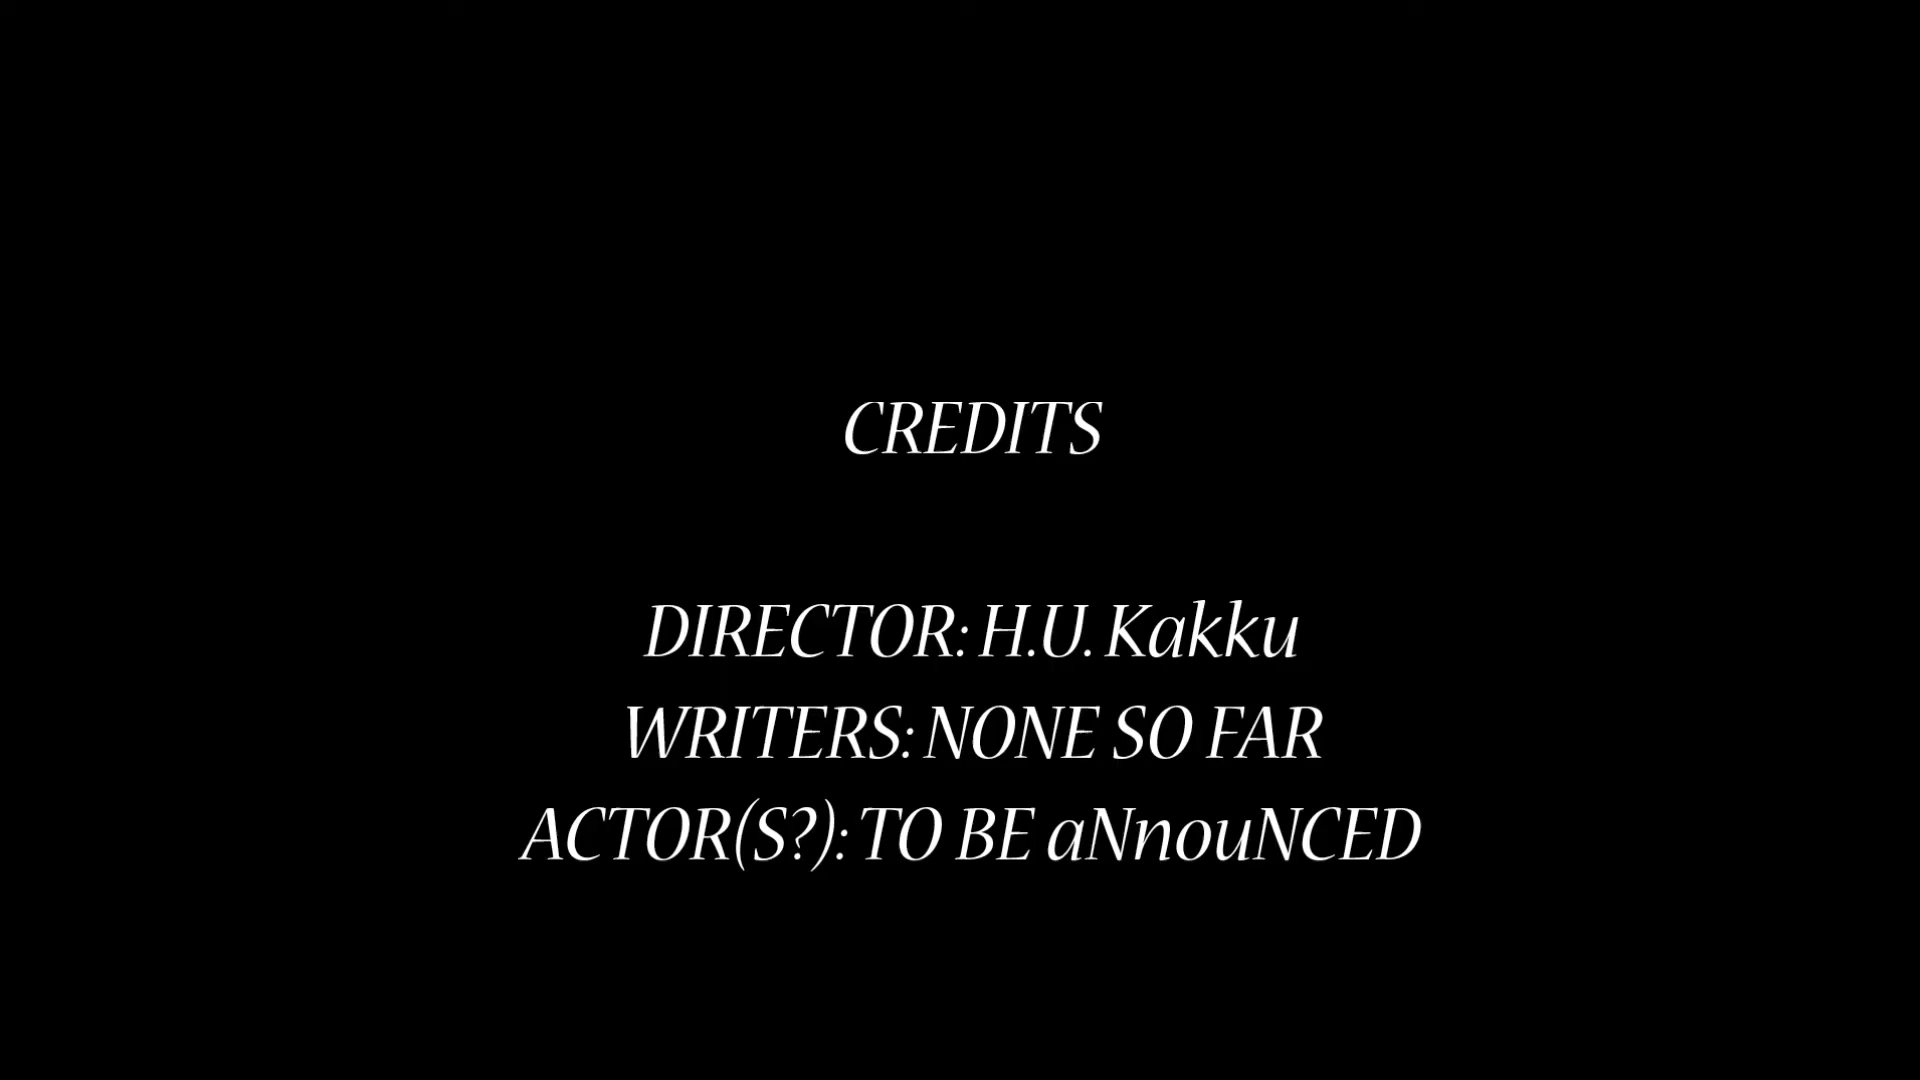 CREDITS
DIRECTOR: H.U. Kakku
WRITERS: NONE SO FAR
ACTOR(S?): TO BE aNnouNCED